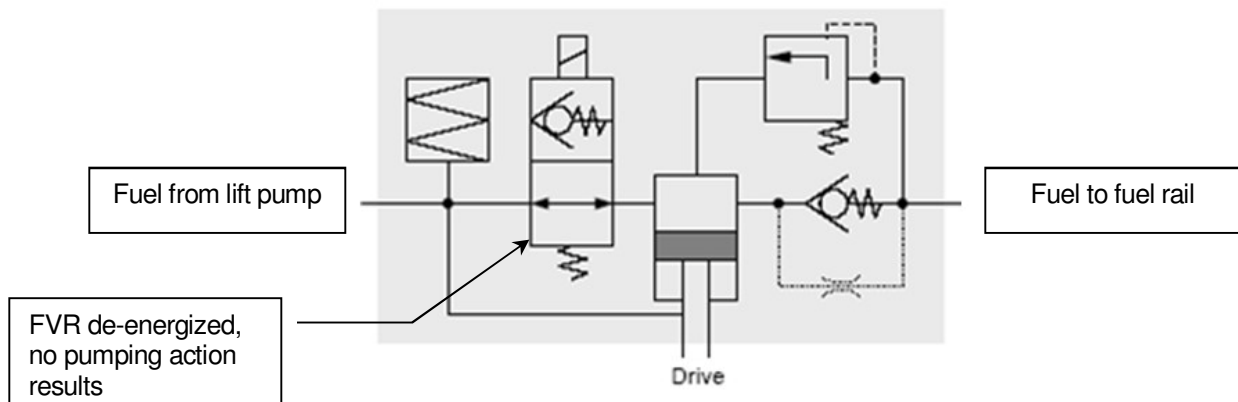 Fuel from lift pump
Fuel to fuel rail
FVR de-energized,
no pumping action
results
Drive